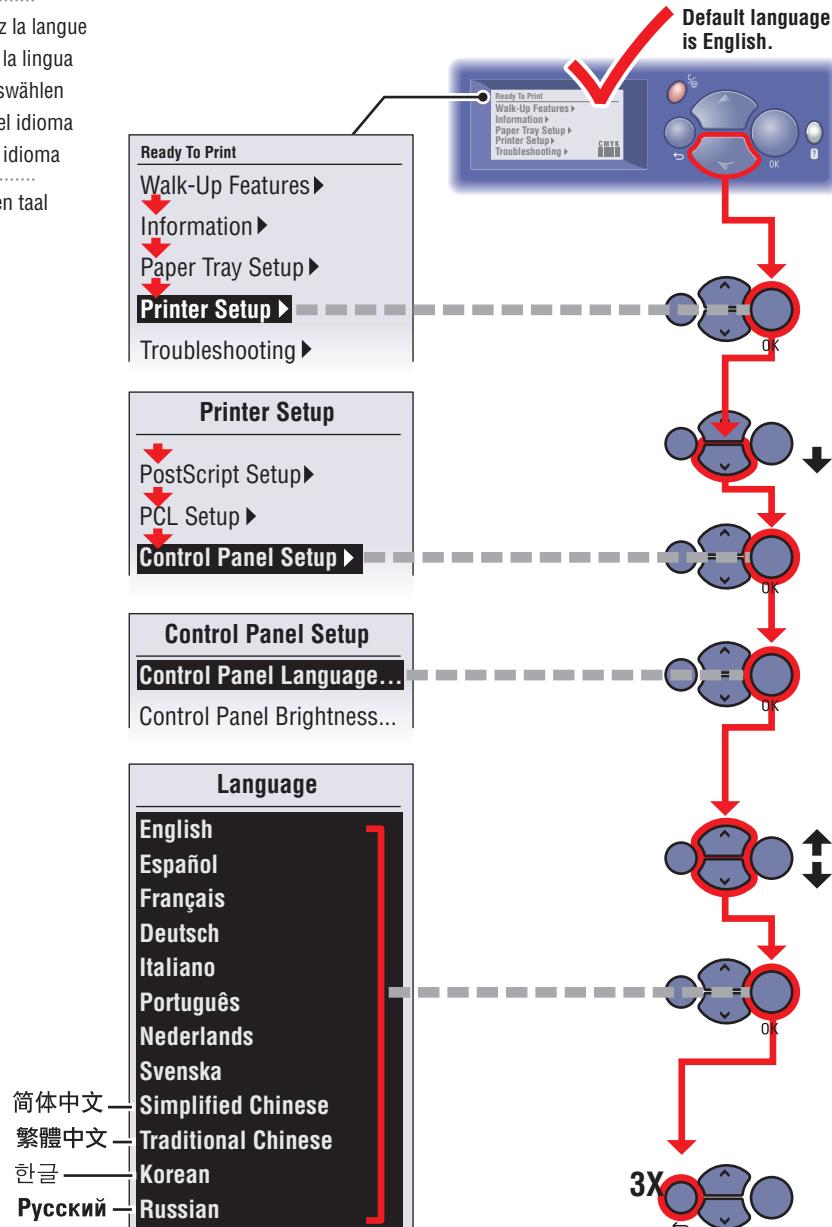 z la langue
la lingua
swählen
el idioma
idioma
en taal
Default language
is English.
Ready To Print
Walk-Up Features
Information
Paper Tray Setup
Printer Setup
Troubleshooting
CMYK
OK
?
Ready To Print
Walk-Up Features
Information
Paper Tray Setup
Printer Setup
Troubleshooting
OK
Printer Setup
PostScript Setup
PCL Setup
Control Panel Setup
OK
Control Panel Setup
Control Panel Language...
Control Panel Brightness...
OK
Language
English
Español
Français
Deutsch
Italiano
Português
Nederlands
Svenska
OK
简体中文 Simplified Chinese
繁體中文 Traditional Chinese
한글 Korean
Русский Russian
3X